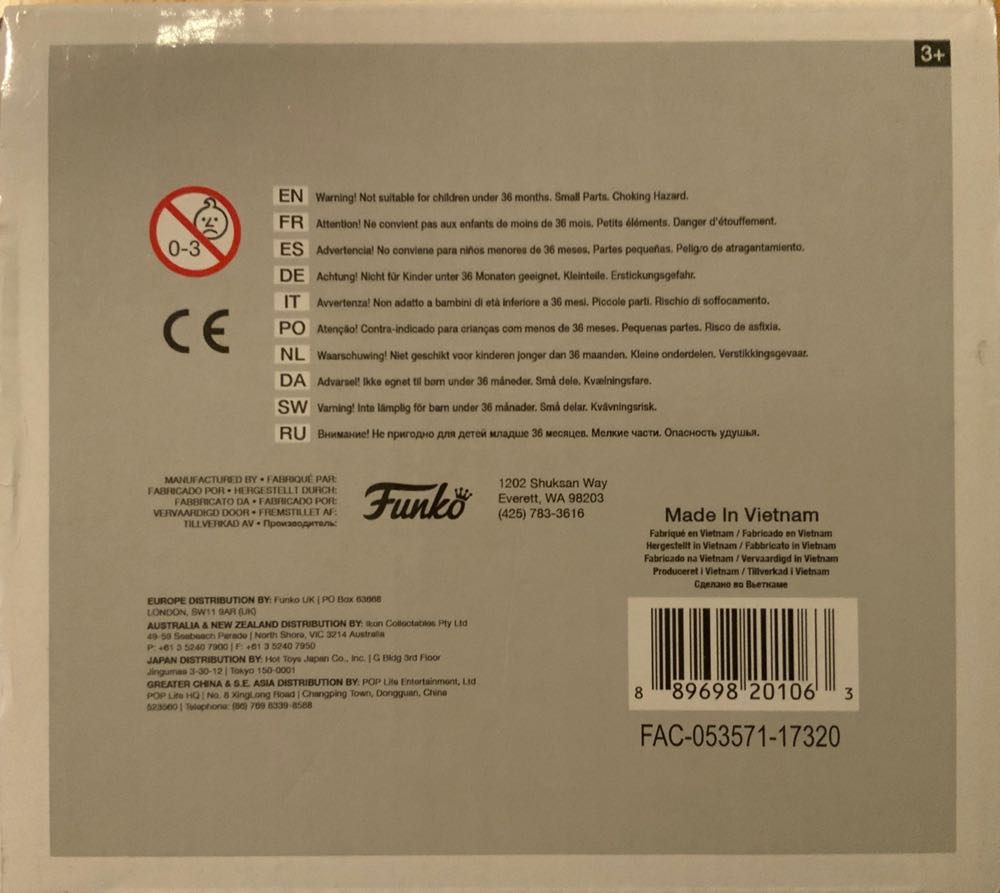 3+
0-3
EN Warning! Not suitable for children under 36 months. Small Parts. Choking Hazard.
FR Attention! Ne convient pas aux enfants de moins de 36 mois. Petits éléments. Danger d'étouffement.
ES Advertencia! No conviene para niños menores de 36 meses. Partes pequeñas. Peligro de atragantamiento.
DE Achtung! Nicht für Kinder unter 36 Monaten geeignet. Kleinteile. Erstickungsgefahr.
IT Avvertenza! Non adatto a bambini di età inferiore a 36 mesi. Piccole parti. Rischio di soffocamento.
PO Atenção! Contra-indicado para crianças com menos de 36 meses. Pequenas partes. Risco de asfixia.
NL Waarschuwing! Niet geschikt voor kinderen jonger dan 36 maanden. Kleine onderdelen. Verstikkingsgevaar.
DA Advarsel! Ikke egnet til børn under 36 måneder. Små dele. Kvælningsfare.
SW Varning! Inte lämplig för barn under 36 månader. Små delar. Kvävningsrisk.
RU Внимание! Не пригодно для детей младше 36 месяцев. Мелкие части. Опасность удушья.
CE
MANUFACTURED BY • FABRIQUÉ PAR:
FABRICADO POR • HERGESTELLT DURCH:
FABBRICATO DA • FABRICADO POR:
VERVAARDIGD DOOR • FREMSTILLET AF:
TILLVERKAD AV • Производитель:
Funko
1202 Shuksan Way
Everett, WA 98203
(425) 783-3616
Made In Vietnam
Fabriqué en Vietnam / Fabricado en Vietnam
Hergestellt in Vietnam / Fabbricato in Vietnam
Fabricado na Vietnam / Vervaardigd in Vietnam
Produceret i Vietnam / Tillverkad i Vietnam
Сделано во Вьетнаме
EUROPE DISTRIBUTION BY: Funko UK | PO Box 63668
LONDON, SW11 9AR (UK)
AUSTRALIA & NEW ZEALAND DISTRIBUTION BY: Ikon Collectables Pty Ltd
49-59 Seabeach Parade | North Shore, VIC 3214 Australia
P: +61 3 5240 7900 | F: +61 3 5240 7950
JAPAN DISTRIBUTION BY: Hot Toys Japan Co., Inc. | G Bldg 3rd Floor
Jingumae 3-30-12 | Tokyo 150-0001
GREATER CHINA & S.E. ASIA DISTRIBUTION BY: POP Life Entertainment, Ltd
POP Life HQ | No. 8 XingLong Road | Changping Town, Dongguan, China
523560 | Telephone: (86) 769 8339-8588
8 89698 20106 3
FAC-053571-17320